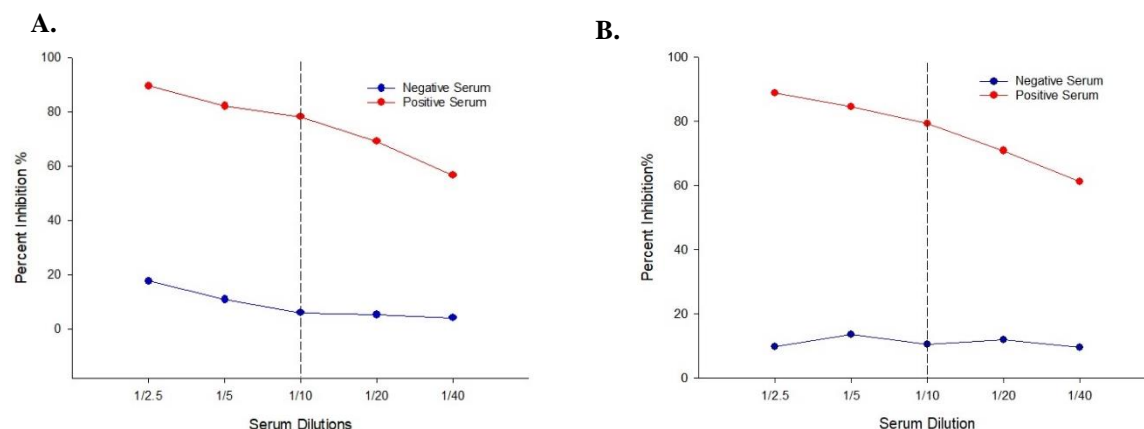 A.
Percent Inhibition %
100
80
60
40
20
0
Negative Serum
Positive Serum
1/2.5
1/5
1/10
1/20
1/40
Serum Dilutions
B.
Percent Inhibition%
100
80
60
40
20
0
Negative Serum
Positive Serum
1/2.5
1/5
1/10
1/20
1/40
Serum Dilution